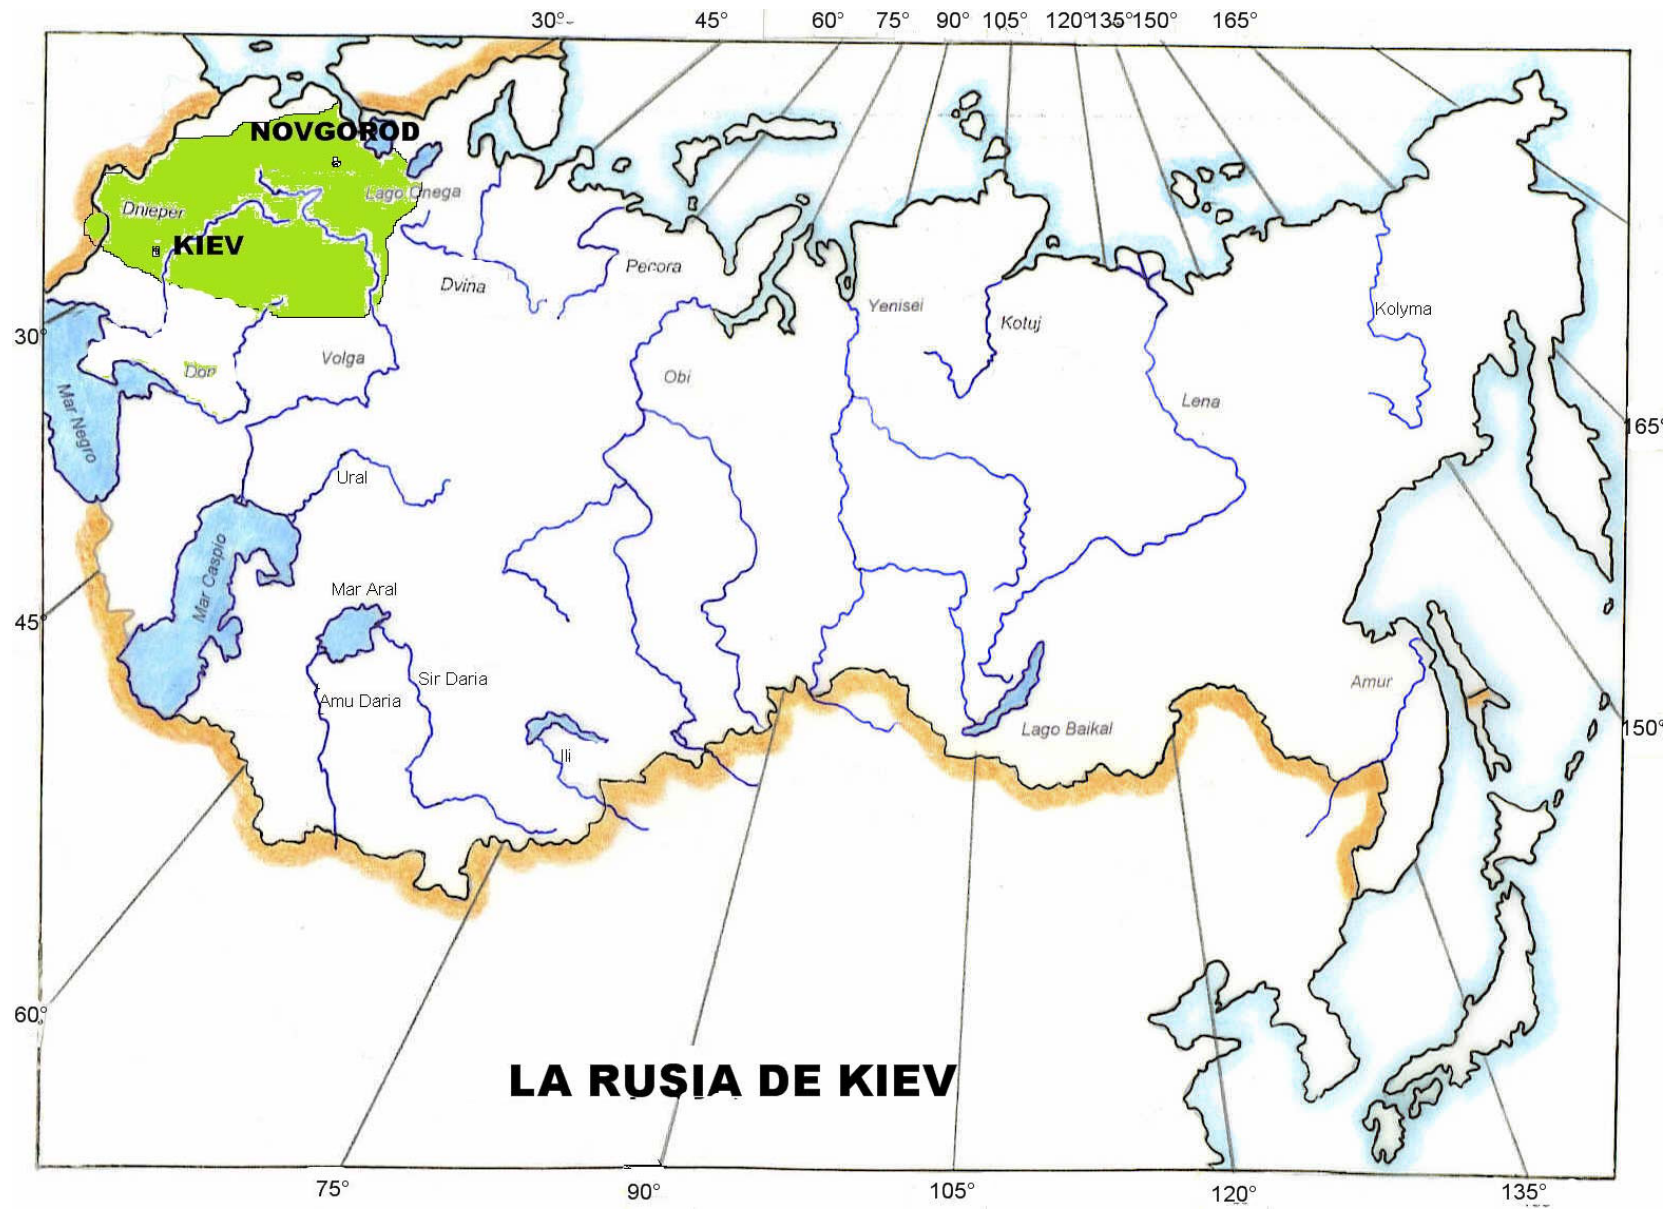 30°
45°
60°
75°
90°
105°
120°
135°
150°
165°
NOVGOROD
Lago Onega
Dnieper
KIEV
Dvina
Pecora
Yenisei
Kotuj
Kolyma
30°
Volga
Don
Obi
Lena
Mar Negro
165°
Ural
Mar Caspio
Mar Aral
45°
Sir Daria
Amu Daria
Amur
Lago Baikal
150°
Ili
60°
LA RUSIA DE KIEV
75°
90°
105°
120°
135°